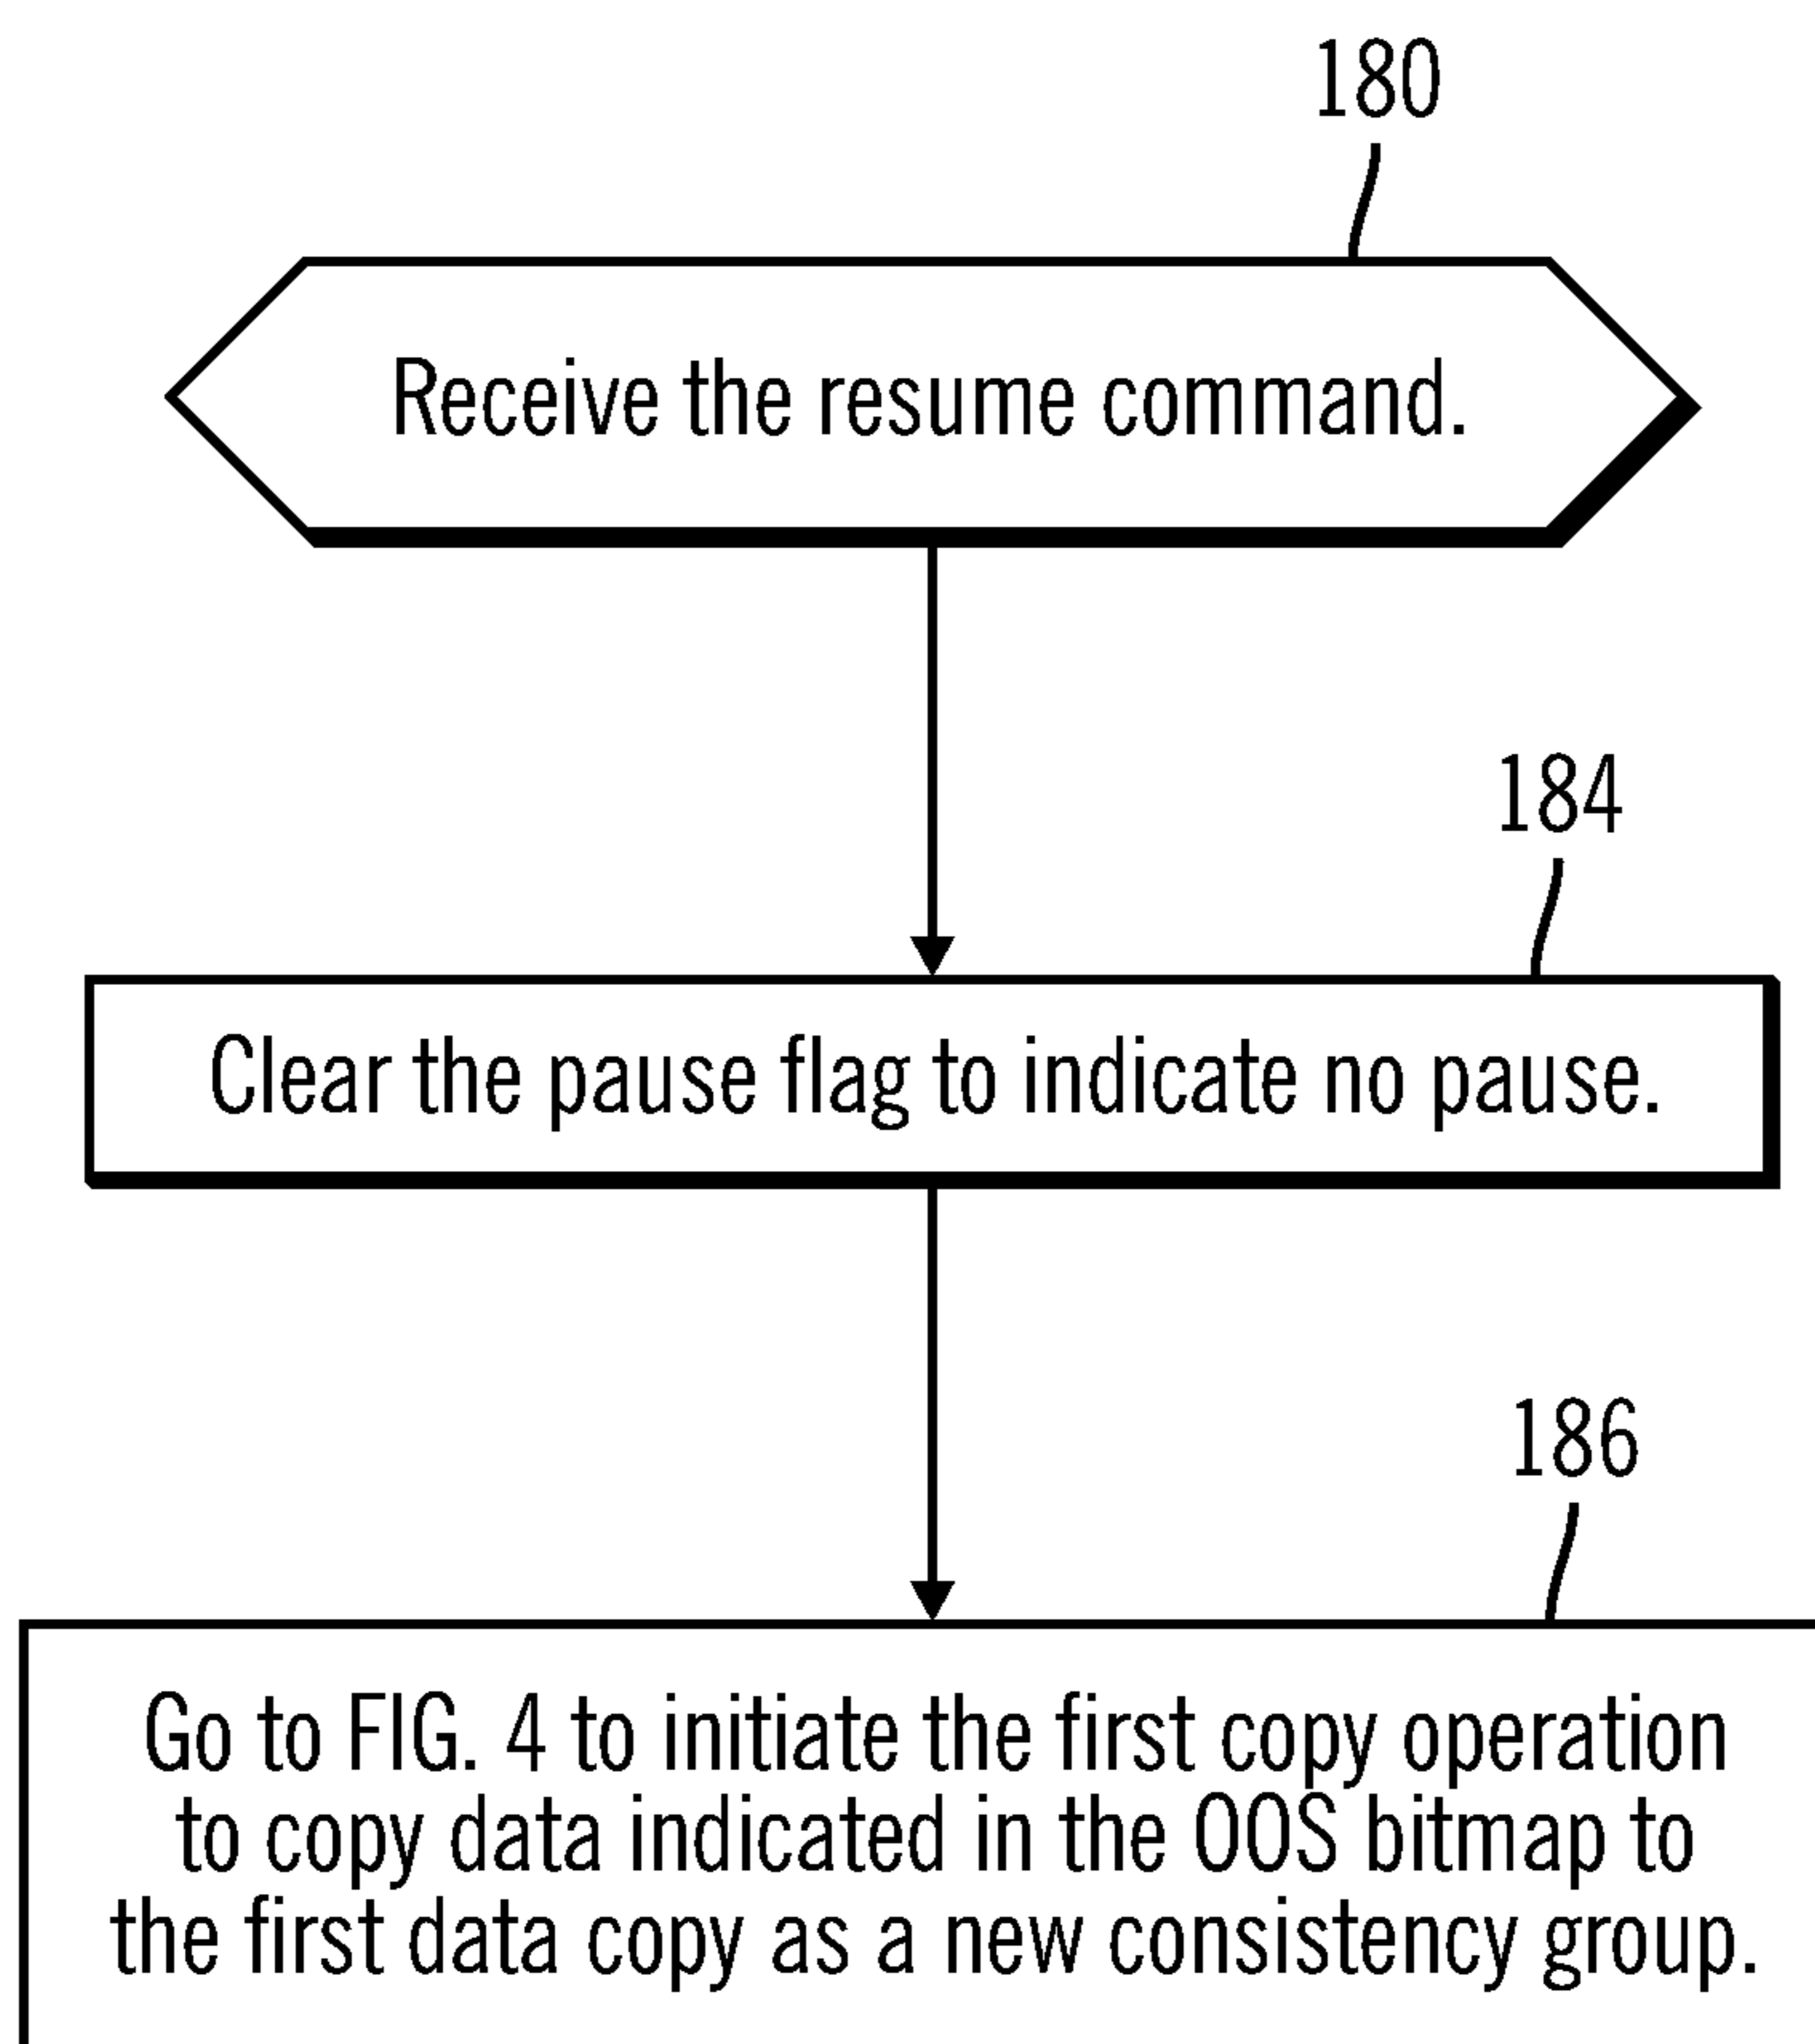 180
Receive the resume command.
184
Clear the pause flag to indicate no pause.
186
Go to FIG. 4 to initiate the first copy operation
to copy data indicated in the OOS bitmap to
the first data copy as a new consistency group.